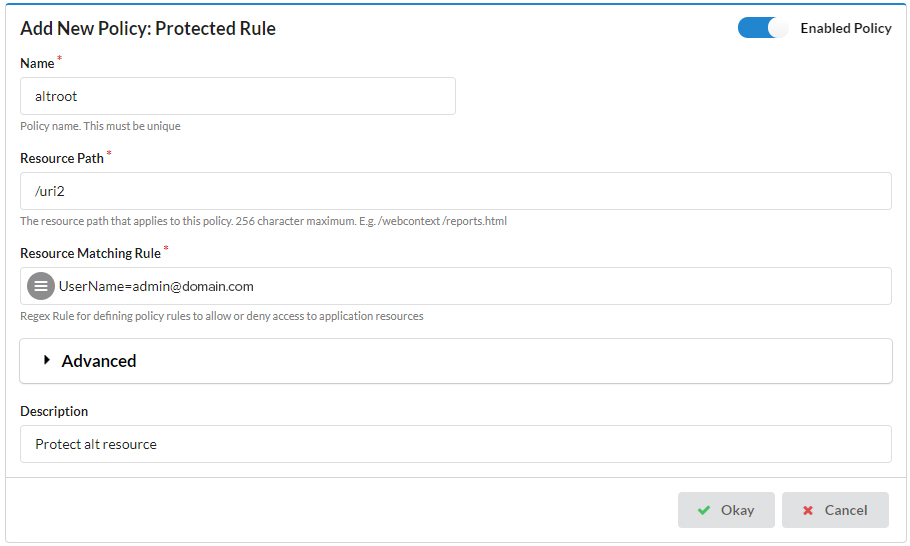 Add New Policy: Protected Rule
Enabled Policy
Name *
altroot
Policy name. This must be unique
Resource Path *
/uri2
The resource path that applies to this policy. 256 character maximum. E.g. /webcontext /reports.html
Resource Matching Rule *
UserName=admin@domain.com
Regex Rule for defining policy rules to allow or deny access to application resources
Advanced
Description
Protect alt resource
Okay
Cancel